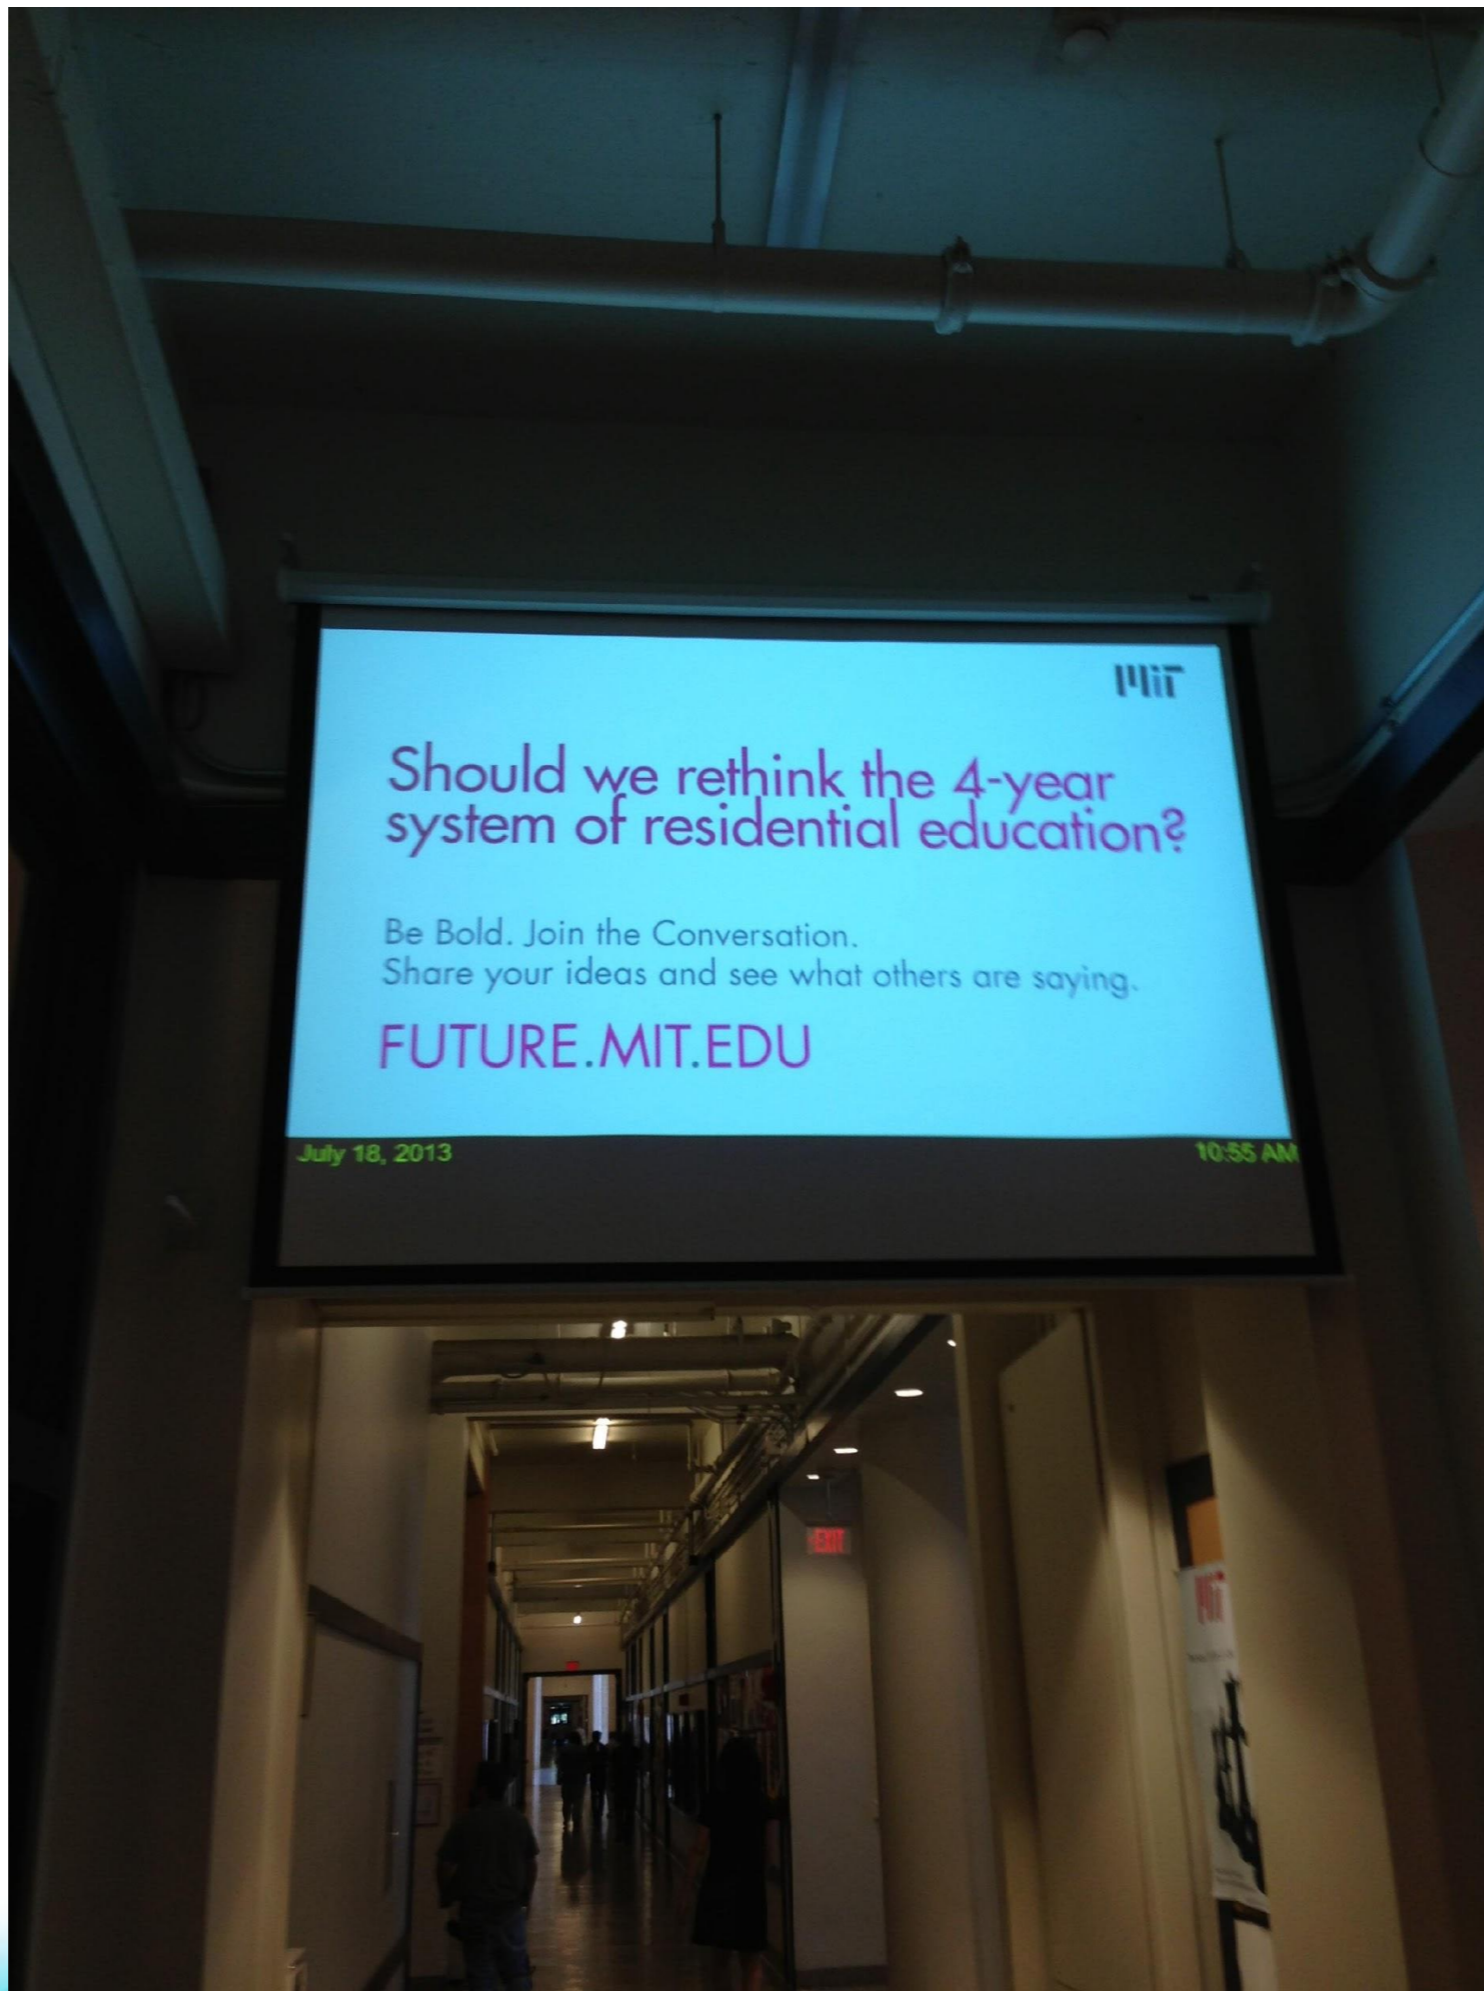 MIT
Should we rethink the 4-year
system of residential education?
Be Bold. Join the Conversation.
Share your ideas and see what others are saying.
FUTURE.MIT.EDU
July 18, 2013
10:55 AM
EXIT
MIT